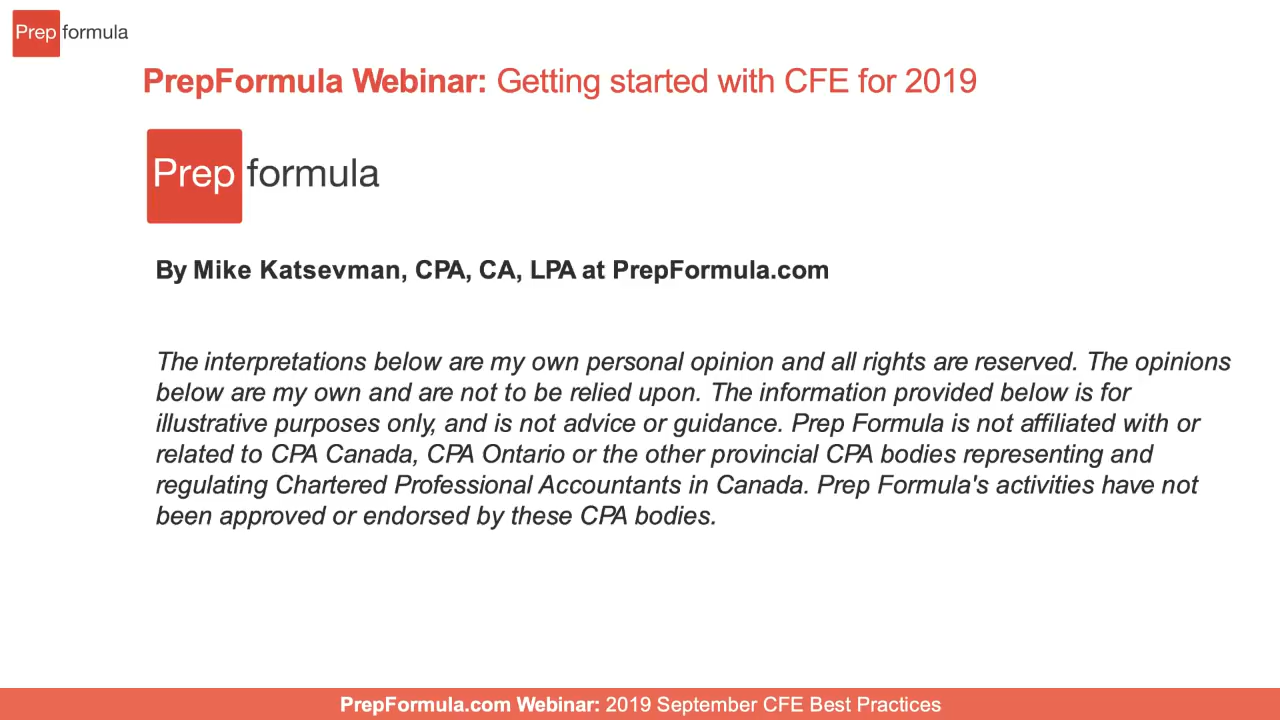 Prep formula
PrepFormula Webinar: Getting started with CFE for 2019
Prep formula
By Mike Katsevman, CPA, CA, LPA at PrepFormula.com
The interpretations below are my own personal opinion and all rights are reserved. The opinions
below are my own and are not to be relied upon. The information provided below is for
illustrative purposes only, and is not advice or guidance. Prep Formula is not affiliated with or
related to CPA Canada, CPA Ontario or the other provincial CPA bodies representing and
regulating Chartered Professional Accountants in Canada. Prep Formula's activities have not
been approved or endorsed by these CPA bodies.
PrepFormula.com Webinar: 2019 September CFE Best Practices